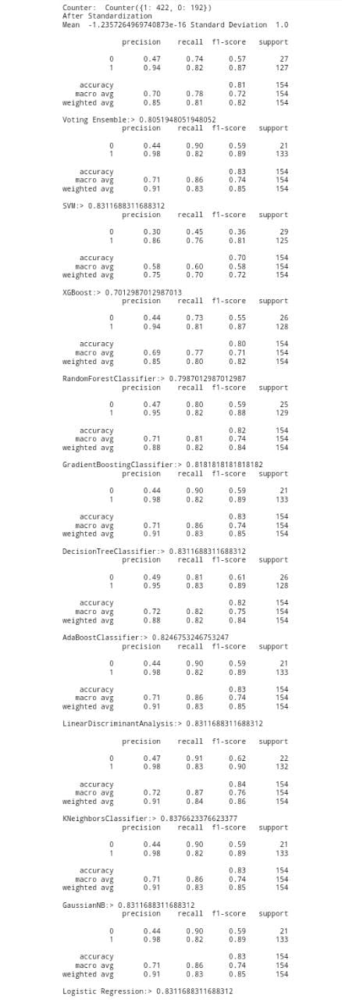 Counter:  Counter({1: 422, 0: 192})
After Standardization
Mean  -1.2357264969740873e-16 Standard Deviation  1.0
precision    recall  f1-score   support
0       0.47      0.74      0.57        27
1       0.94      0.82      0.87       127
accuracy                           0.81       154
macro avg       0.70      0.78      0.72       154
weighted avg       0.85      0.81      0.82       154
Voting Ensemble:> 0.8051948051948052
precision    recall  f1-score   support
0       0.44      0.90      0.59        21
1       0.98      0.82      0.89       133
accuracy                           0.83       154
macro avg       0.71      0.86      0.74       154
weighted avg       0.91      0.83      0.85       154
SVM:> 0.8311688311688312
precision    recall  f1-score   support
0       0.30      0.45      0.36        29
1       0.86      0.76      0.81       125
accuracy                           0.70       154
macro avg       0.58      0.60      0.58       154
weighted avg       0.75      0.70      0.72       154
XGBoost:> 0.7012987012987013
precision    recall  f1-score   support
0       0.44      0.73      0.55        26
1       0.94      0.81      0.87       128
accuracy                           0.80       154
macro avg       0.69      0.77      0.71       154
weighted avg       0.85      0.80      0.82       154
RandomForestClassifier:> 0.7987012987012987
precision    recall  f1-score   support
0       0.47      0.80      0.59        25
1       0.95      0.82      0.88       129
accuracy                           0.82       154
macro avg       0.71      0.81      0.74       154
weighted avg       0.88      0.82      0.84       154
GradientBoostingClassifier:> 0.8181818181818182
precision    recall  f1-score   support
0       0.44      0.90      0.59        21
1       0.98      0.82      0.89       133
accuracy                           0.83       154
macro avg       0.71      0.86      0.74       154
weighted avg       0.91      0.83      0.85       154
DecisionTreeClassifier:> 0.8311688311688312
precision    recall  f1-score   support
0       0.49      0.81      0.61        26
1       0.95      0.83      0.89       128
accuracy                           0.82       154
macro avg       0.72      0.82      0.75       154
weighted avg       0.88      0.82      0.84       154
AdaBoostClassifier:> 0.8246753246753247
precision    recall  f1-score   support
0       0.44      0.90      0.59        21
1       0.98      0.82      0.89       133
accuracy                           0.83       154
macro avg       0.71      0.86      0.74       154
weighted avg       0.91      0.83      0.85       154
LinearDiscriminantAnalysis:> 0.8311688311688312
precision    recall  f1-score   support
0       0.47      0.91      0.62        22
1       0.98      0.83      0.90       132
accuracy                           0.84       154
macro avg       0.72      0.87      0.76       154
weighted avg       0.91      0.84      0.86       154
KNeighborsClassifier:> 0.8376623376623377
precision    recall  f1-score   support
0       0.44      0.90      0.59        21
1       0.98      0.82      0.89       133
accuracy                           0.83       154
macro avg       0.71      0.86      0.74       154
weighted avg       0.91      0.83      0.85       154
GaussianNB:> 0.8311688311688312
precision    recall  f1-score   support
0       0.44      0.90      0.59        21
1       0.98      0.82      0.89       133
accuracy                           0.83       154
macro avg       0.71      0.86      0.74       154
weighted avg       0.91      0.83      0.85       154
Logistic Regression:> 0.8311688311688312